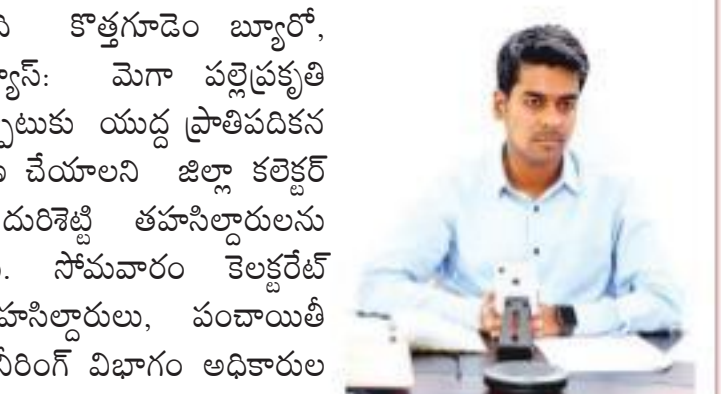 కొత్తగూడెం బ్యూరో,
మెగా పల్లెప్రకృతి
యుద్ధ ప్రాతిపదికన
చేయాలని జిల్లా కలెక్టర్
దురిశెట్టి తహసిల్దారులను
సోమవారం కెలక్టరేట్
హసిల్దారులు, పంచాయితీ
నీరింగ్ విభాగం అధికారుల